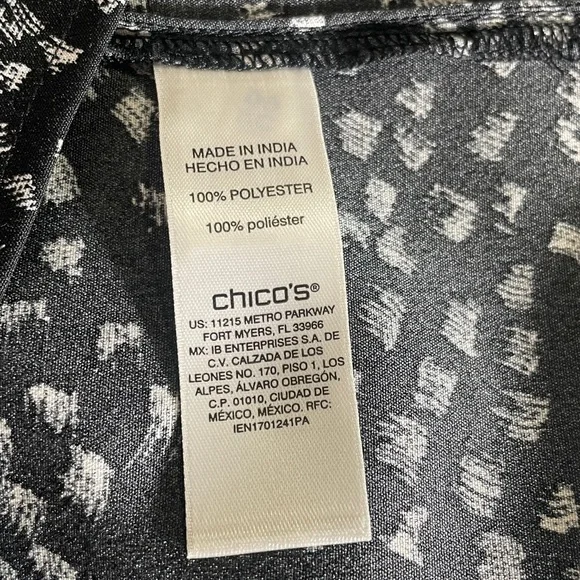 MADE IN INDIA
HECHO EN INDIA
100% POLYESTER
100% poliéster
chico's®
US: 11215 METRO PARKWAY
FORT MYERS, FL 33966
MX: IB ENTERPRISES S.A. DE
C.V. CALZADA DE LOS
LEONES NO. 170, PISO 1, LOS
ALPES, ÁLVARO OBREGÓN,
C.P. 01010, CIUDAD DE
MÉXICO, MÉXICO. RFC:
IEN1701241PA